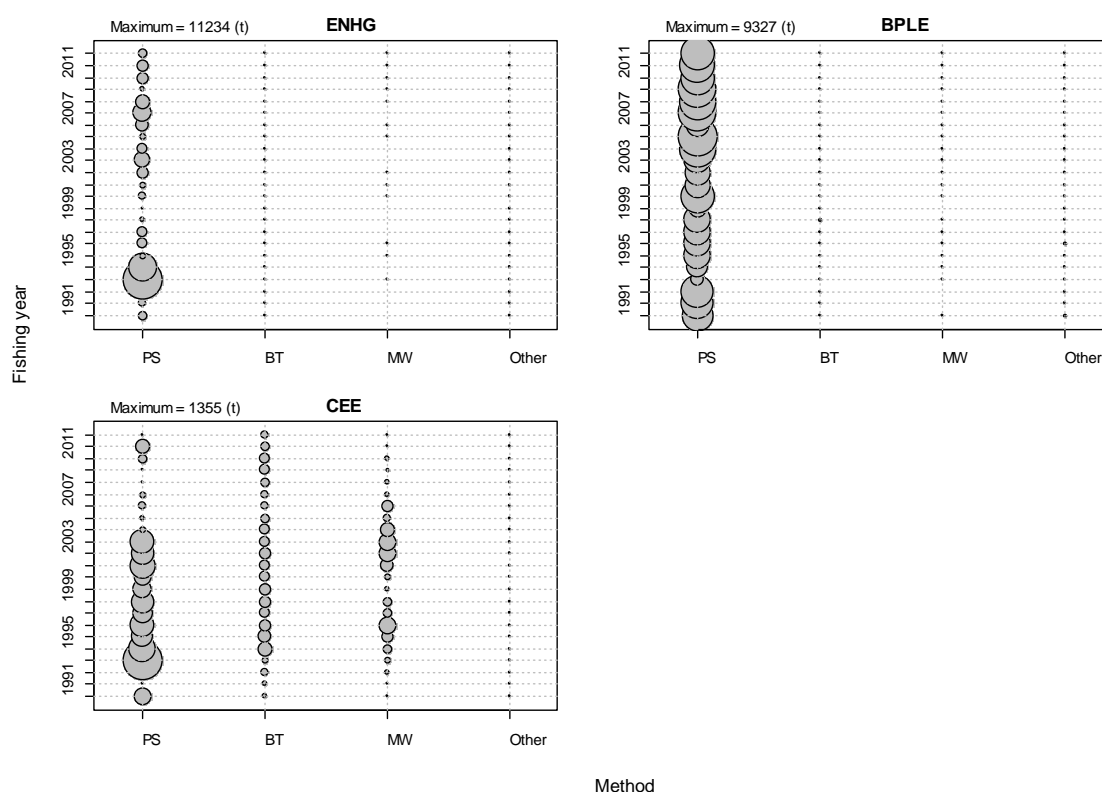 Maximum = 11234 (t) ENHG
2011
2007
2003
1999
1995
1991
PS BT MW Other
Maximum = 9327 (t) BPLE
2011
2007
2003
1999
1995
1991
PS BT MW Other
Fishing year
Maximum = 1355 (t) CEE
2011
2007
2003
1999
1995
1991
PS BT MW Other
Method